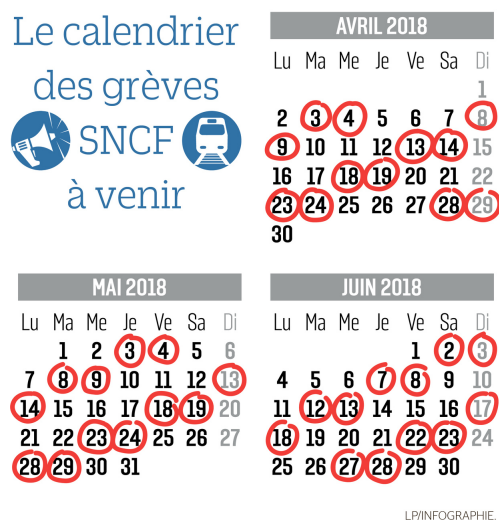 Le calendrier
des grèves
SNCF
à venir
AVRIL 2018
Lu Ma Me Je Ve Sa Di
1
2 3 4 5 6 7 8
9 10 11 12 13 14 15
16 17 18 19 20 21 22
23 24 25 26 27 28 29
30
MAI 2018
Lu Ma Me Je Ve Sa Di
1 2 3 4 5 6
7 8 9 10 11 12 13
14 15 16 17 18 19 20
21 22 23 24 25 26 27
28 29 30 31
JUIN 2018
Lu Ma Me Je Ve Sa Di
1 2 3
4 5 6 7 8 9 10
11 12 13 14 15 16 17
18 19 20 21 22 23 24
25 26 27 28 29 30
LP/INFOGRAPHIE.